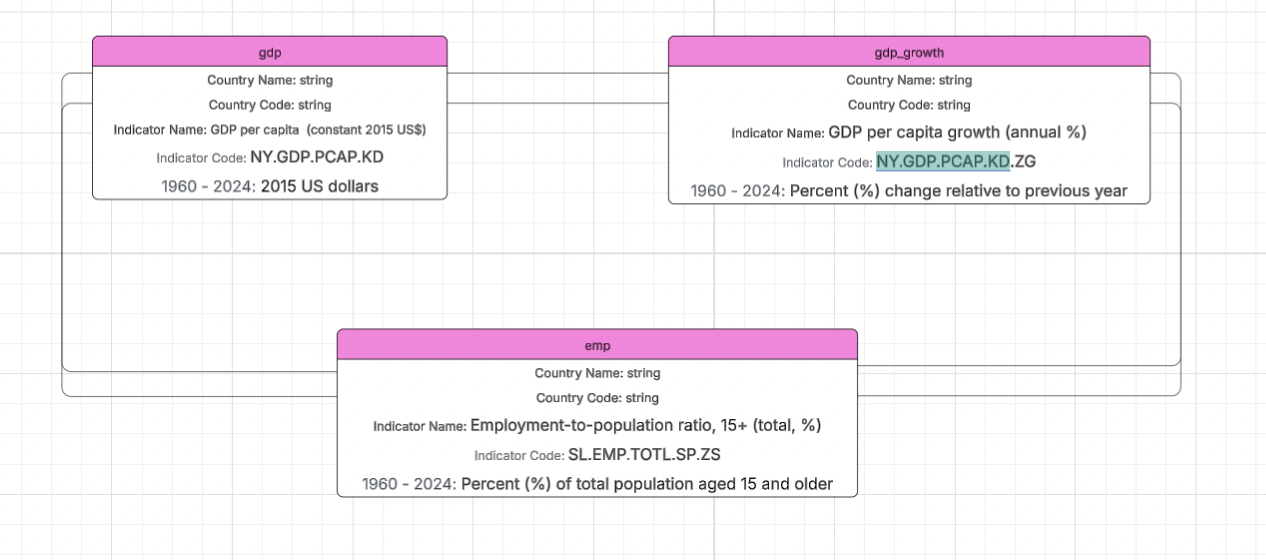 gdp
Country Name: string
Country Code: string
Indicator Name: GDP per capita (constant 2015 US$)
Indicator Code: NY.GDP.PCAP.KD
1960 - 2024: 2015 US dollars
gdp_growth
Country Name: string
Country Code: string
Indicator Name: GDP per capita growth (annual %)
Indicator Code: NY.GDP.PCAP.KD.ZG
1960 - 2024: Percent (%) change relative to previous year
emp
Country Name: string
Country Code: string
Indicator Name: Employment-to-population ratio, 15+ (total, %)
Indicator Code: SL.EMP.TOTL.SP.ZS
1960 - 2024: Percent (%) of total population aged 15 and older